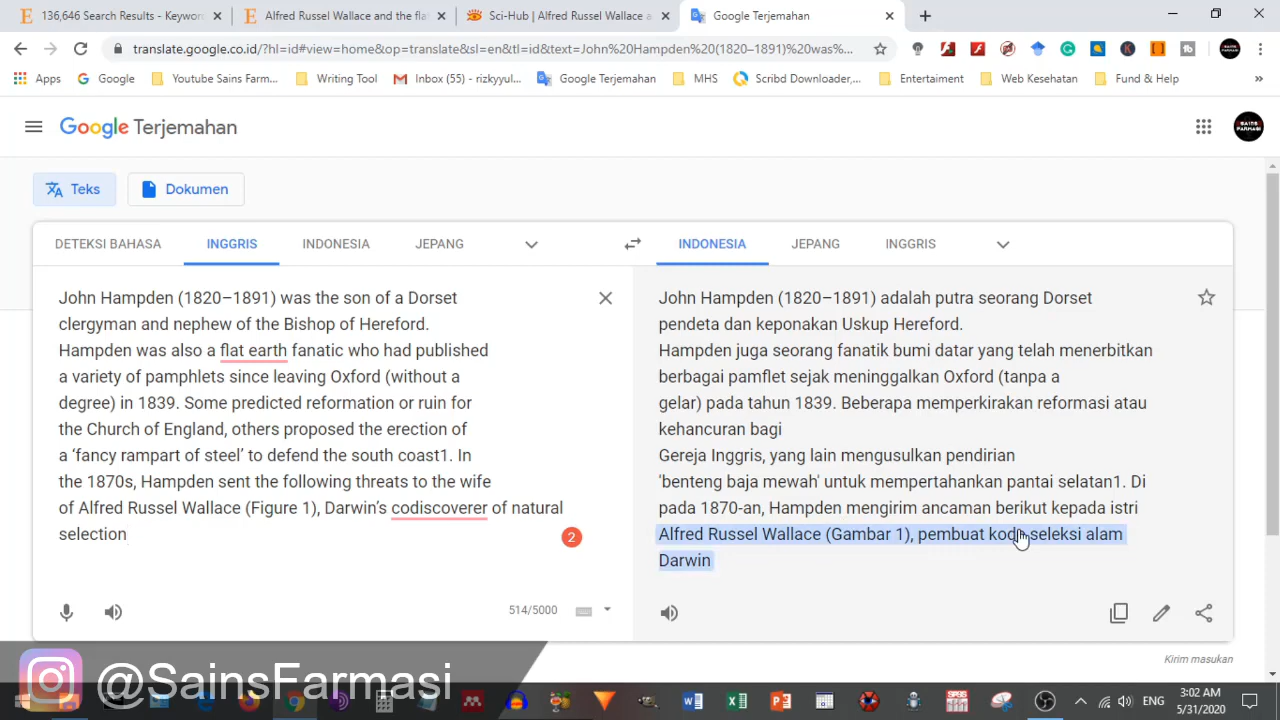 136,646 Search Results - Keyword
Alfred Russel Wallace and the flat
Sci-Hub | Alfred Russel Wallace a
Google Terjemahan
translate.google.co.id/?hl=id#view=home&op=translate&sl=en&tl=id&text=John%20Hampden%20(1820–1891)%20was%...
Apps
Google
Youtube Sains Farm...
Writing Tool
Inbox (55) - rizkyyul...
Google Terjemahan
MHS
Scribd Downloader,...
Entertaiment
Web Kesehatan
Fund & Help
»
Google Terjemahan
SAINS
FARMASI
Teks
Dokumen
DETEKSI BAHASA
INGGRIS
INDONESIA
JEPANG
INDONESIA
JEPANG
INGGRIS
John Hampden (1820–1891) was the son of a Dorset
clergyman and nephew of the Bishop of Hereford.
Hampden was also a flat earth fanatic who had published
a variety of pamphlets since leaving Oxford (without a
degree) in 1839. Some predicted reformation or ruin for
the Church of England, others proposed the erection of
a ‘fancy rampart of steel’ to defend the south coast1. In
the 1870s, Hampden sent the following threats to the wife
of Alfred Russel Wallace (Figure 1), Darwin’s codiscoverer of natural
selection
2
514/5000
John Hampden (1820–1891) adalah putra seorang Dorset
pendeta dan keponakan Uskup Hereford.
Hampden juga seorang fanatik bumi datar yang telah menerbitkan
berbagai pamflet sejak meninggalkan Oxford (tanpa a
gelar) pada tahun 1839. Beberapa memperkirakan reformasi atau
kehancuran bagi
Gereja Inggris, yang lain mengusulkan pendirian
'benteng baja mewah' untuk mempertahankan pantai selatan1. Di
pada 1870-an, Hampden mengirim ancaman berikut kepada istri
Alfred Russel Wallace (Gambar 1), pembuat kode seleksi alam
Darwin
Kirim masukan
@SainsFarmasi
ENG
3:02 AM
5/31/2020